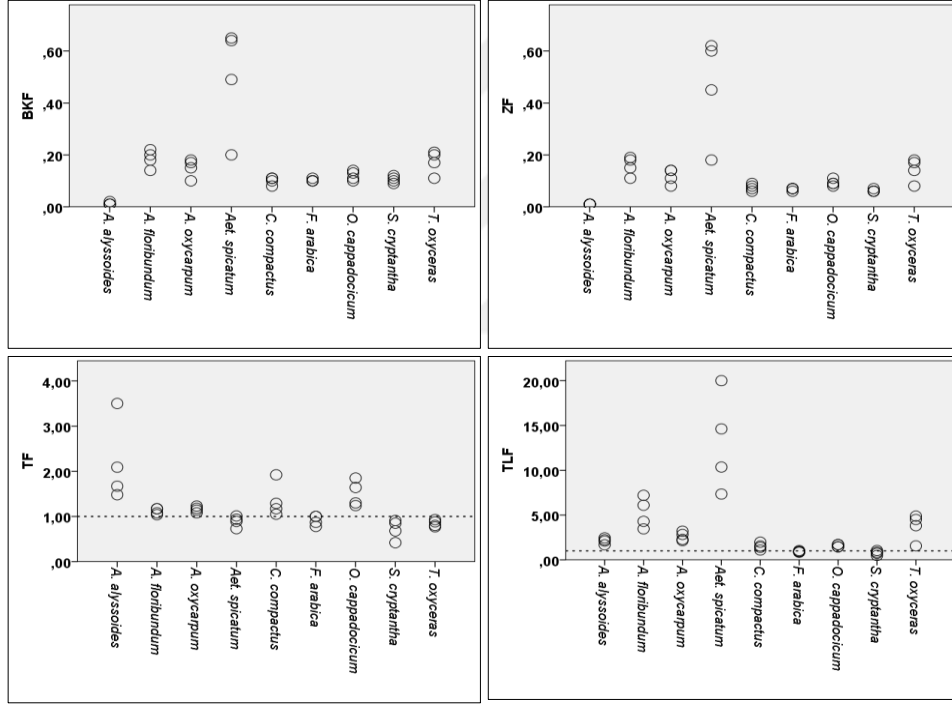 BKF
,60
,40
,20
,00
A. alyssoides
A. floribundum
A. oxycarpum
Aet. spicatum
C. compactus
F. arabica
O. cappadocicum
S. cryptantha
T. oxyceras
ZF
,60
,40
,20
,00
A. alyssoides
A. floribundum
A. oxycarpum
Aet. spicatum
C. compactus
F. arabica
O. cappadocicum
S. cryptantha
T. oxyceras
TF
4,00
3,00
2,00
1,00
,00
A. alyssoides
A. floribundum
A. oxycarpum
Aet. spicatum
C. compactus
F. arabica
O. cappadocicum
S. cryptantha
T. oxyceras
TLF
20,00
15,00
10,00
5,00
,00
A. alyssoides
A. floribundum
A. oxycarpum
Aet. spicatum
C. compactus
F. arabica
O. cappadocicum
S. cryptantha
T. oxyceras